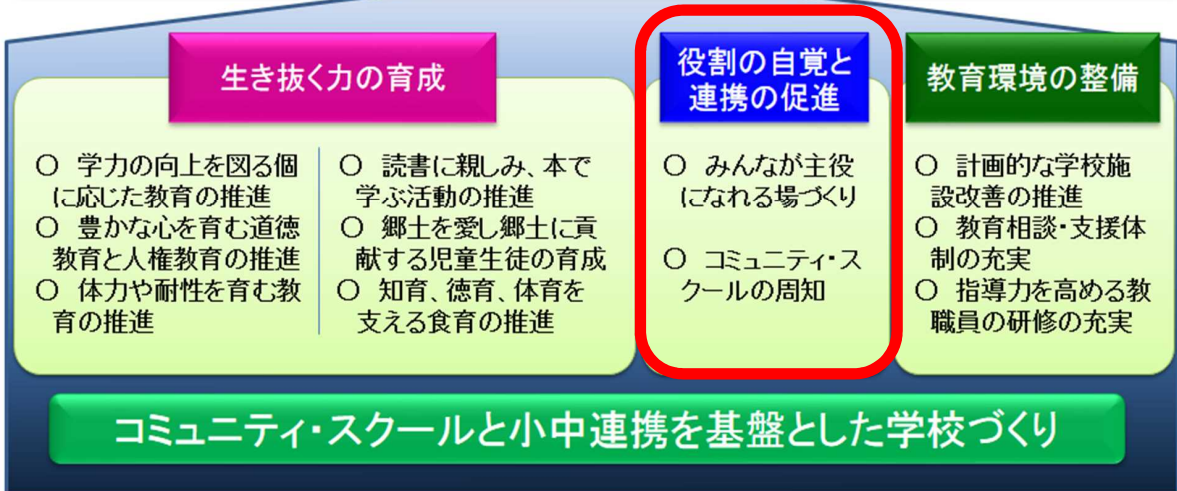 生き抜く力の育成
○ 学力の向上を図る個
に応じた教育の推進
○ 豊かな心を育む道徳
教育と人権教育の推進
○ 体力や耐性を育む教
育の推進
○ 読書に親しみ、本で
学ぶ活動の推進
○ 郷土を愛し郷土に貢
献する児童生徒の育成
○ 知育、徳育、体育を
支える食育の推進
役割の自覚と
連携の促進
○ みんなが主役
になれる場づくり
○ コミュニティ・ス
クールの周知
教育環境の整備
○ 計画的な学校施
設改善の推進
○ 教育相談・支援体
制の充実
○ 指導力を高める教
職員の研修の充実
コミュニティ・スクールと小中連携を基盤とした学校づくり